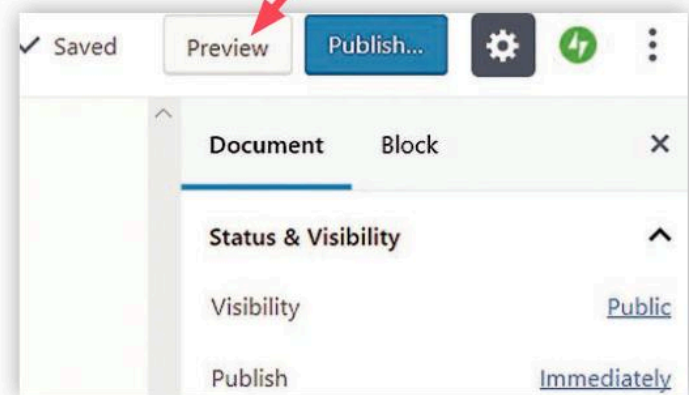 Saved Preview Publish...
Document Block
Status & Visibility
Visibility Public
Publish Immediately